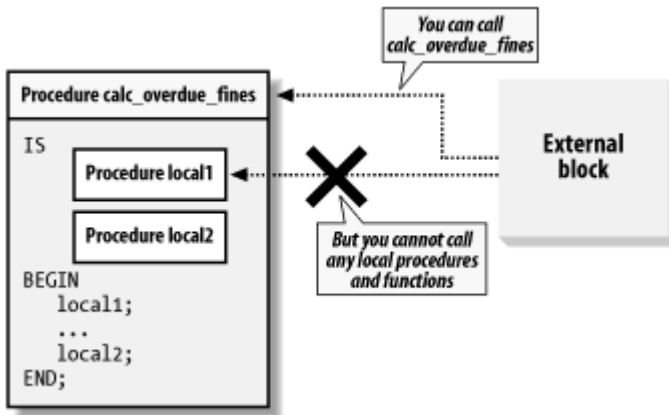 You can call
calc_overdue_fines
Procedure calc_overdue_fines
IS
Procedure local1
Procedure local2
BEGIN
local1;
...
local2;
END;
External
block
But you cannot call
any local procedures
and functions